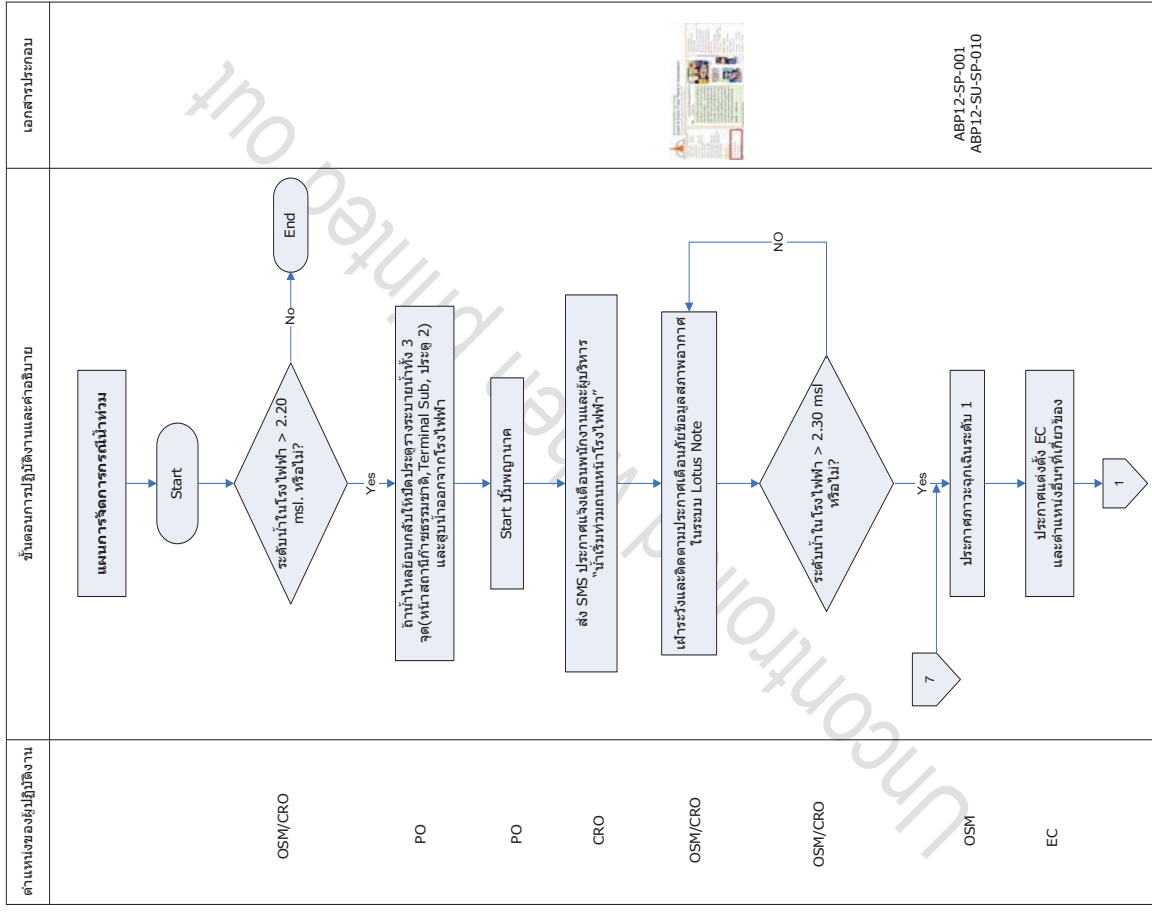 ตำแหน่งของผู้ปฏิบัติงาน
ขั้นตอนการปฏิบัติงานและคำอธิบาย
เอกสารประกอบ
แผนการจัดการกรณีน้ำท่วม
Start
OSM/CRO
ระดับน้ำในโรงไฟฟ้า > 2.20
msl. หรือไม่?
No
End
Yes
PO
ถ้าน้ำไหลย้อนกลับให้ปิดประตูรางระบายน้ำทั้ง 3
จุด(หน้าสถานีก๊าซธรรมชาติ,Terminal Sub, ประตู 2)
และสูบน้ำออกจากโรงไฟฟ้า
PO
Start ปั๊มพญานาค
CRO
ส่ง SMS ประกาศแจ้งเตือนพนักงานและผู้บริหาร
“น้ำเริ่มท่วมถนนหน้าโรงไฟฟ้า”
OSM/CRO
เฝ้าระวังและติดตามประกาศเตือนภัยข้อมูลสภาพอากาศ
ในระบบ Lotus Note
OSM/CRO
ระดับน้ำในโรงไฟฟ้า > 2.30 msl
หรือไม่?
NO
Yes
7
OSM
ประกาศภาวะฉุกเฉินระดับ 1
ABP12-SP-001
ABP12-SU-SP-010
EC
ประกาศแต่งตั้ง EC
และตำแหน่งอื่นๆที่เกี่ยวข้อง
1
Uncontrolled when printed out